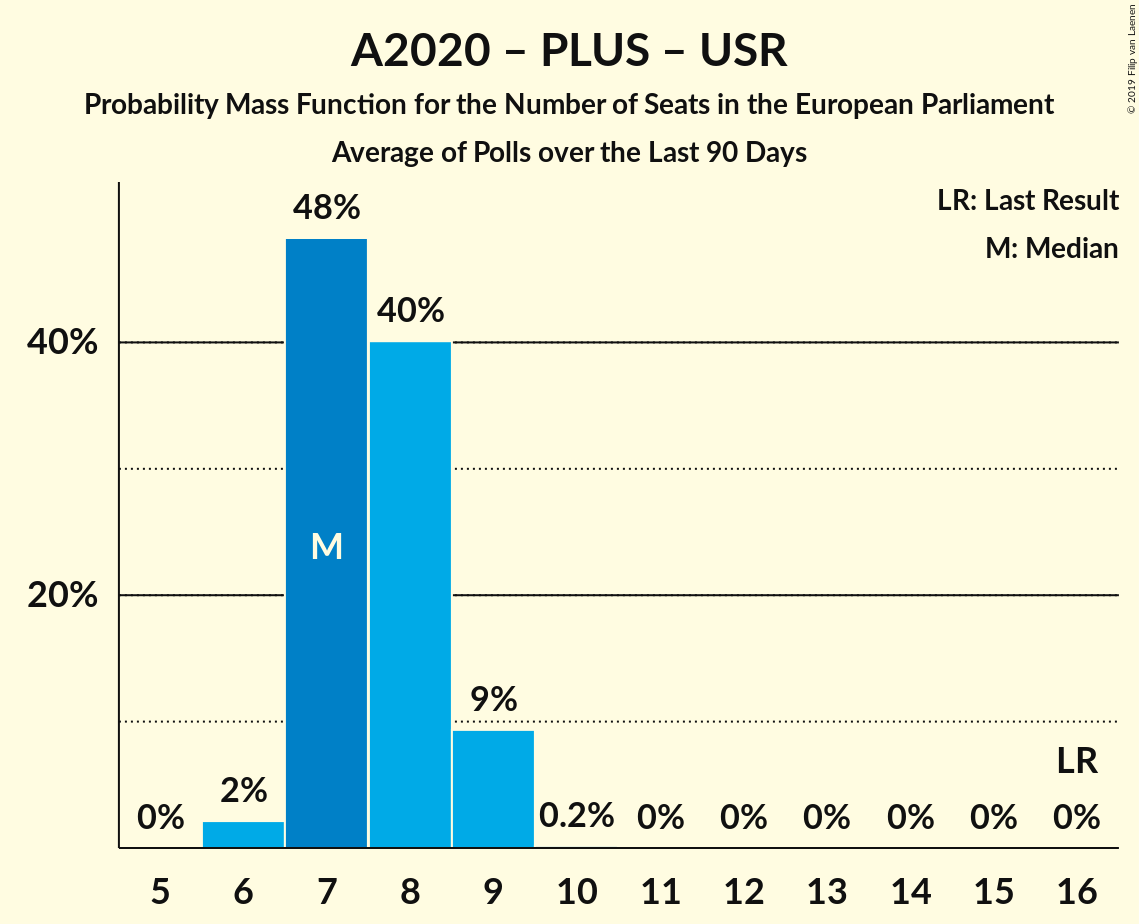 A2020 – PLUS – USR
Probability Mass Function for the Number of Seats in the European Parliament
Average of Polls over the Last 90 Days
© 2019 Filip van Laenen
LR: Last Result
M: Median
48%
40%
40%
M
20%
9%
LR
0%
2%
0.2%
0%
0%
0%
0%
0%
0%
5 6 7 8 9 10 11 12 13 14 15 16